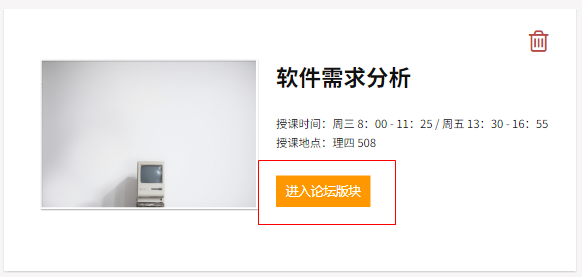 软件需求分析
授课时间：周三 8：00 - 11：25 / 周五 13：30 - 16：55
授课地点：理四 508
进入论坛版块